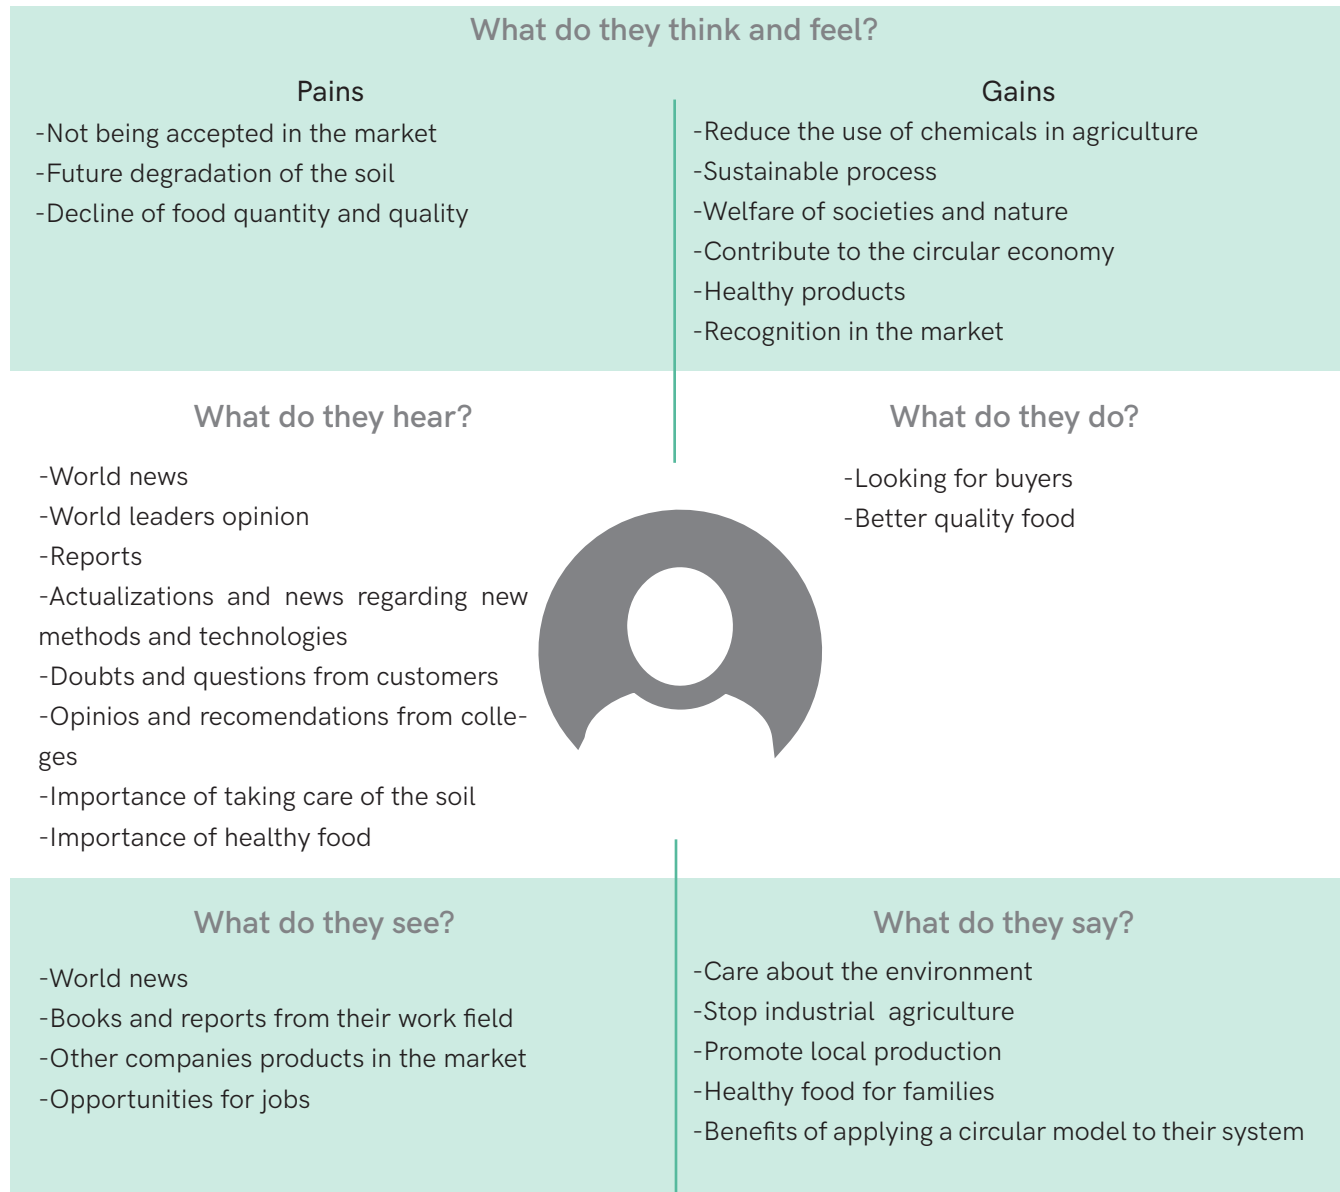 What do they think and feel?
Pains
-Not being accepted in the market
-Future degradation of the soil
-Decline of food quantity and quality
Gains
-Reduce the use of chemicals in agriculture
-Sustainable process
-Welfare of societies and nature
-Contribute to the circular economy
-Healthy products
-Recognition in the market
What do they hear?
-World news
-World leaders opinion
-Reports
-Actualizations and news regarding new
methods and technologies
-Doubts and questions from customers
-Opinios and recomendations from colle-
ges
-Importance of taking care of the soil
-Importance of healthy food
What do they do?
-Looking for buyers
-Better quality food
What do they see?
-World news
-Books and reports from their work field
-Other companies products in the market
-Opportunities for jobs
What do they say?
-Care about the environment
-Stop industrial  agriculture
-Promote local production
-Healthy food for families
-Benefits of applying a circular model to their system